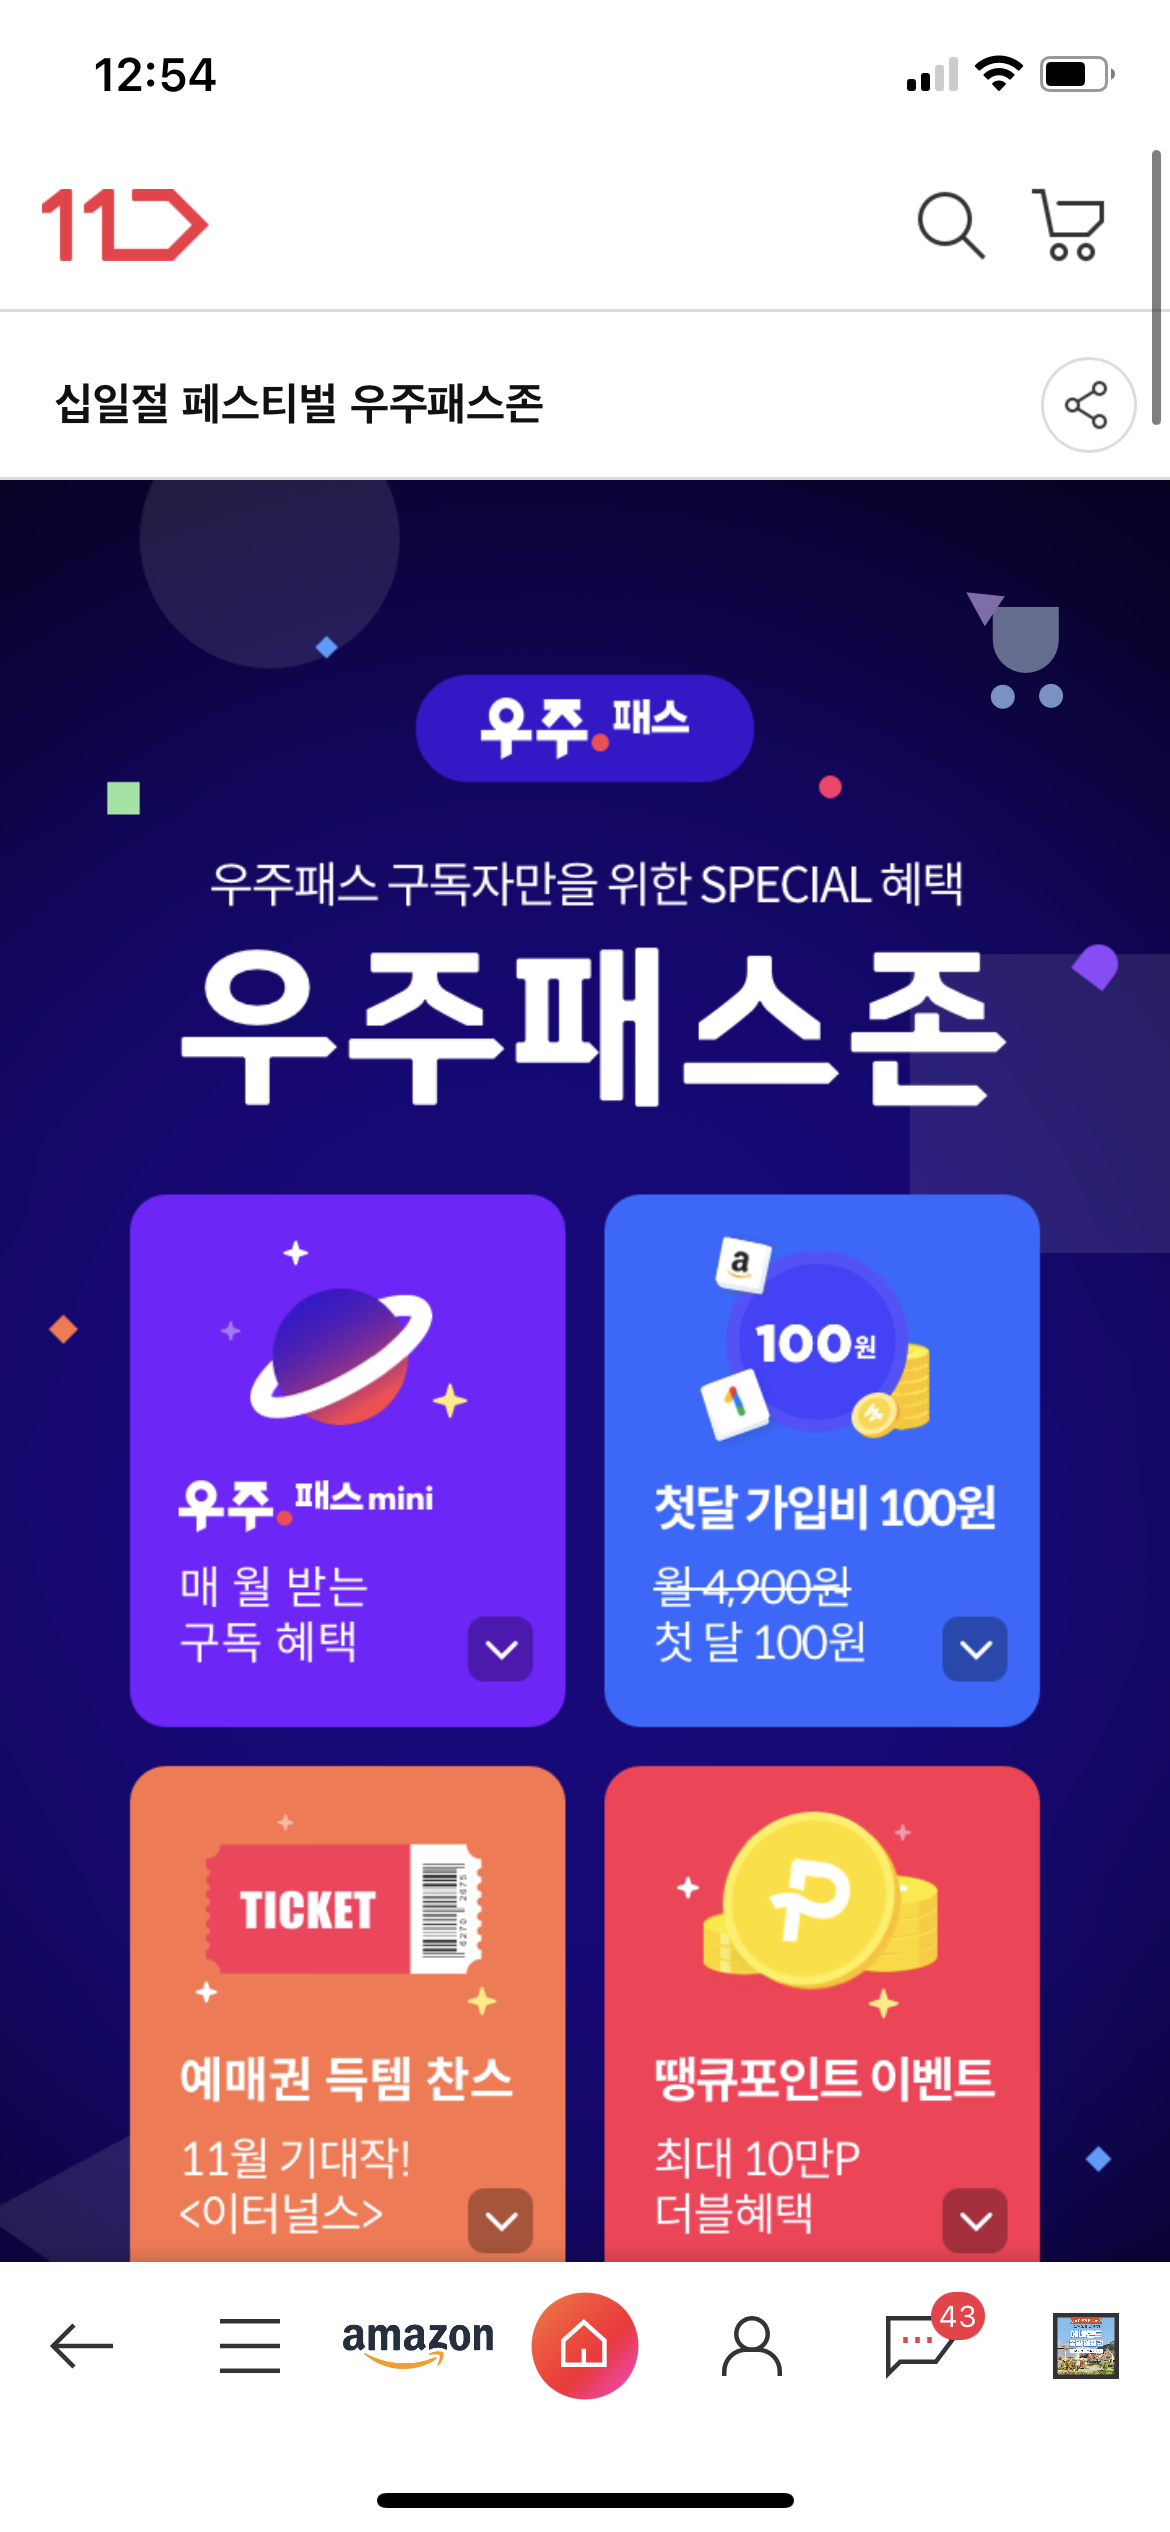 12:54
11
십일절 페스티벌 우주패스존
우주 패스
우주패스 구독자만을 위한 SPECIAL 혜택
우주패스존
우주 패스 mini
매 월 받는
구독 혜택
a
100원
첫달 가입비 100원
월 4,900원
첫 달 100원
TICKET
6270 2675
예매권 득템 찬스
11월 기대작!
<이터널스>
P
땡큐포인트 이벤트
최대 10만P
더블혜택
amazon
43